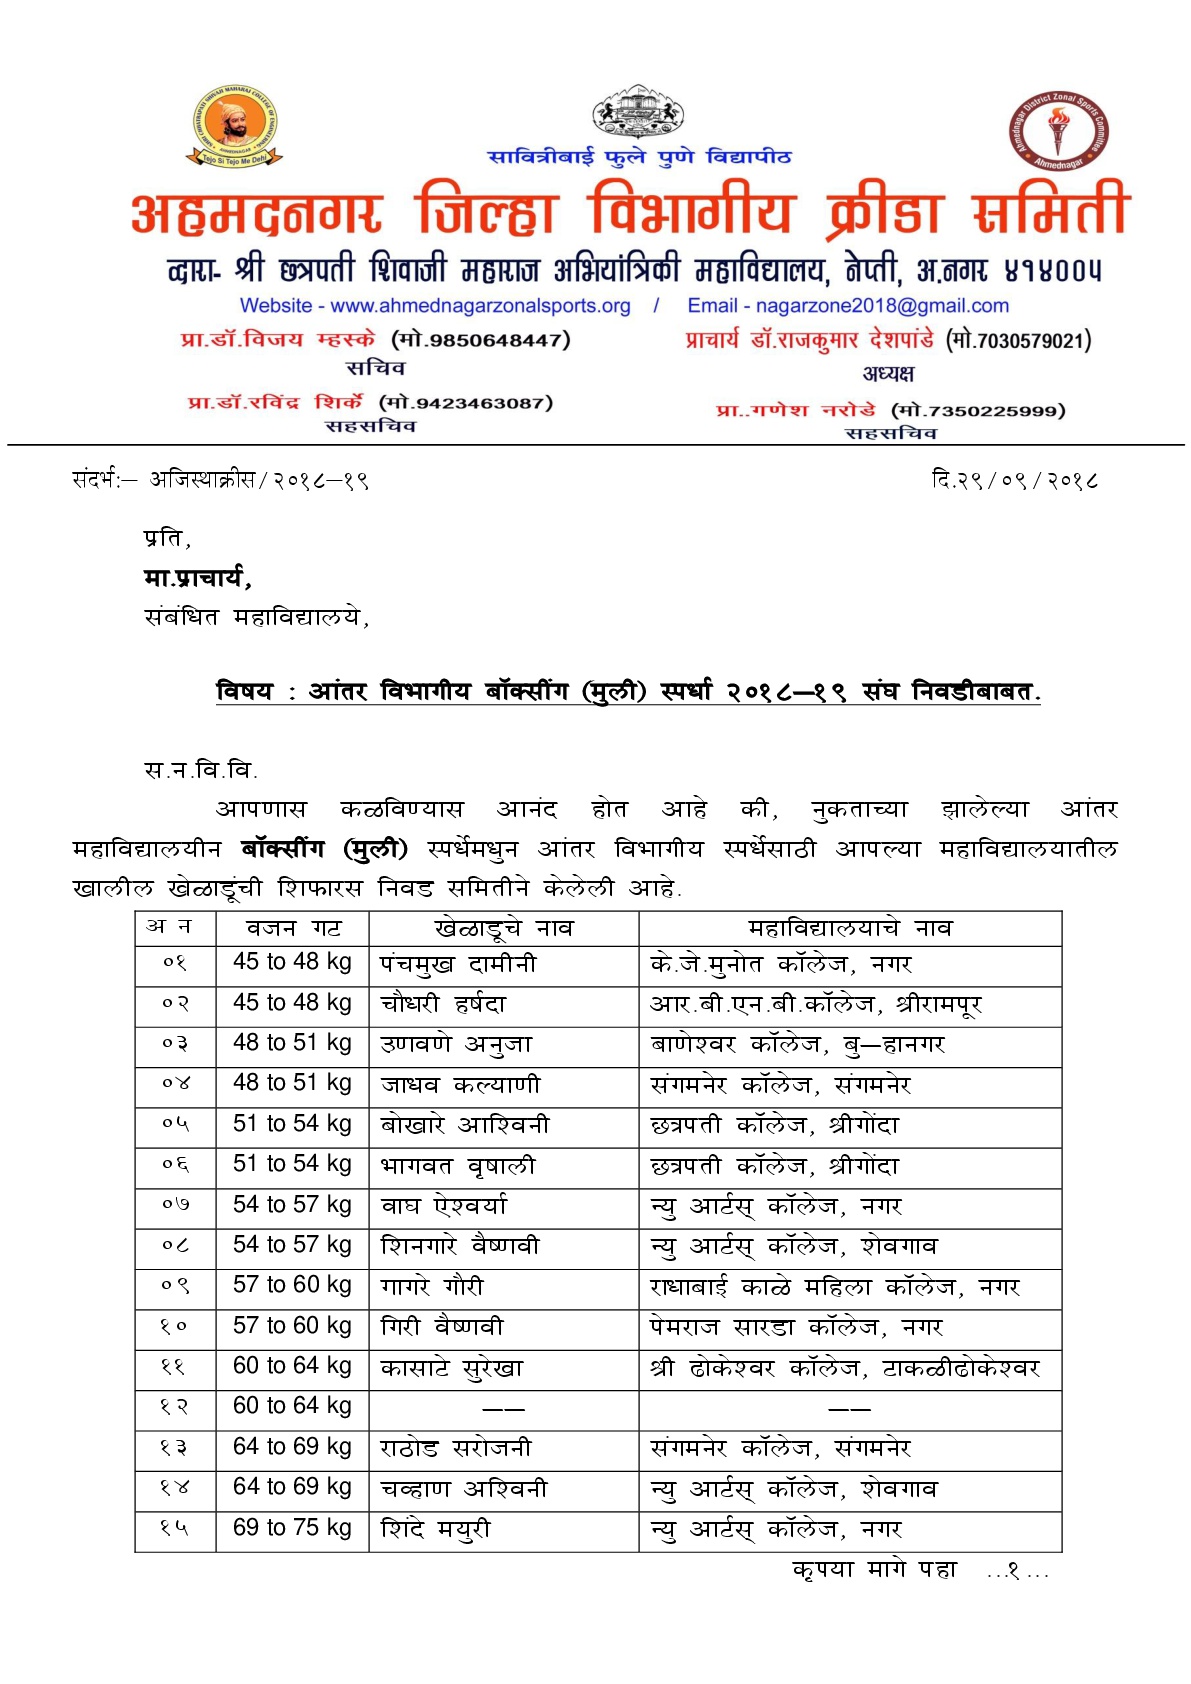 SHRI CHHATRAPATI SHIVAJI MAHARAJ COLLEGE OF ENGINEERING
AHMEDNAGAR
Tejo Si Tejo Me Dehi
Ahmednagar District Zonal Sports Committee
Ahmednagar
सावित्रीबाई फुले पुणे विद्यापीठ
अहमदनगर जिल्हा विभागीय क्रीडा समिती
द्वारा- श्री छत्रपती शिवाजी महाराज अभियांत्रिकी महाविद्यालय, नेप्ती, अ.नगर ४१४००५
Website - www.ahmednagarzonalsports.org / Email - nagarzone2018@gmail.com
प्रा.डॉ.विजय म्हस्के (मो.9850648447) प्राचार्य डॉ.राजकुमार देशपांडे (मो.7030579021)
सचिव अध्यक्ष
प्रा.डॉ.रविंद्र शिर्के (मो.9423463087) प्रा..गणेश नरोडे (मो.7350225999)
सहसचिव सहसचिव
संदर्भ:– अजिस्थाक्रीस/२०१८–१९ दि.२९/०९/२०१८
प्रति,
मा.प्राचार्य,
संबंधित महाविद्यालये,
विषय : आंतर विभागीय बॉक्सींग (मुली) स्पर्धा २०१८–१९ संघ निवडीबाबत.
स.न.वि.वि.
आपणास कळविण्यास आनंद होत आहे की, नुकताच्या झालेल्या आंतर
महाविद्यालयीन बॉक्सींग (मुली) स्पर्धेमधुन आंतर विभागीय स्पर्धेसाठी आपल्या महाविद्यालयातील
खालील खेळाडूंची शिफारस निवड समितीने केलेली आहे.
अ न वजन गट खेळाडूचे नाव महाविद्यालयाचे नाव
०१ 45 to 48 kg पंचमुख दामीनी के.जे.मुनोत कॉलेज, नगर
०२ 45 to 48 kg चौधरी हर्षदा आर.बी.एन.बी.कॉलेज, श्रीरामपूर
०३ 48 to 51 kg उणवणे अनुजा बाणेश्वर कॉलेज, बु–हानगर
०४ 48 to 51 kg जाधव कल्याणी संगमनेर कॉलेज, संगमनेर
०५ 51 to 54 kg बोखारे आश्विनी छत्रपती कॉलेज, श्रीगोंदा
०६ 51 to 54 kg भागवत वृषाली छत्रपती कॉलेज, श्रीगोंदा
०७ 54 to 57 kg वाघ ऐश्वर्या न्यु आर्टस् कॉलेज, नगर
०८ 54 to 57 kg शिनगारे वैष्णवी न्यु आर्टस् कॉलेज, शेवगाव
०९ 57 to 60 kg गागरे गौरी राधाबाई काळे महिला कॉलेज, नगर
१० 57 to 60 kg गिरी वैष्णवी पेमराज सारडा कॉलेज, नगर
११ 60 to 64 kg कासाटे सुरेखा श्री ढोकेश्वर कॉलेज, टाकळीढोकेश्वर
१२ 60 to 64 kg –– ––
१३ 64 to 69 kg राठोड सरोजनी संगमनेर कॉलेज, संगमनेर
१४ 64 to 69 kg चव्हाण अश्विनी न्यु आर्टस् कॉलेज, शेवगाव
१५ 69 to 75 kg शिंदे मयुरी न्यु आर्टस् कॉलेज, नगर
कृपया मागे पहा ...१...